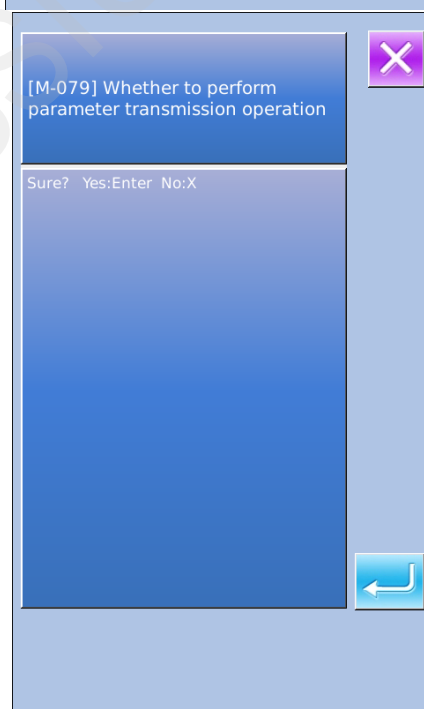 [M-079] Whether to perform
parameter transmission operation
Sure? Yes:Enter No:X